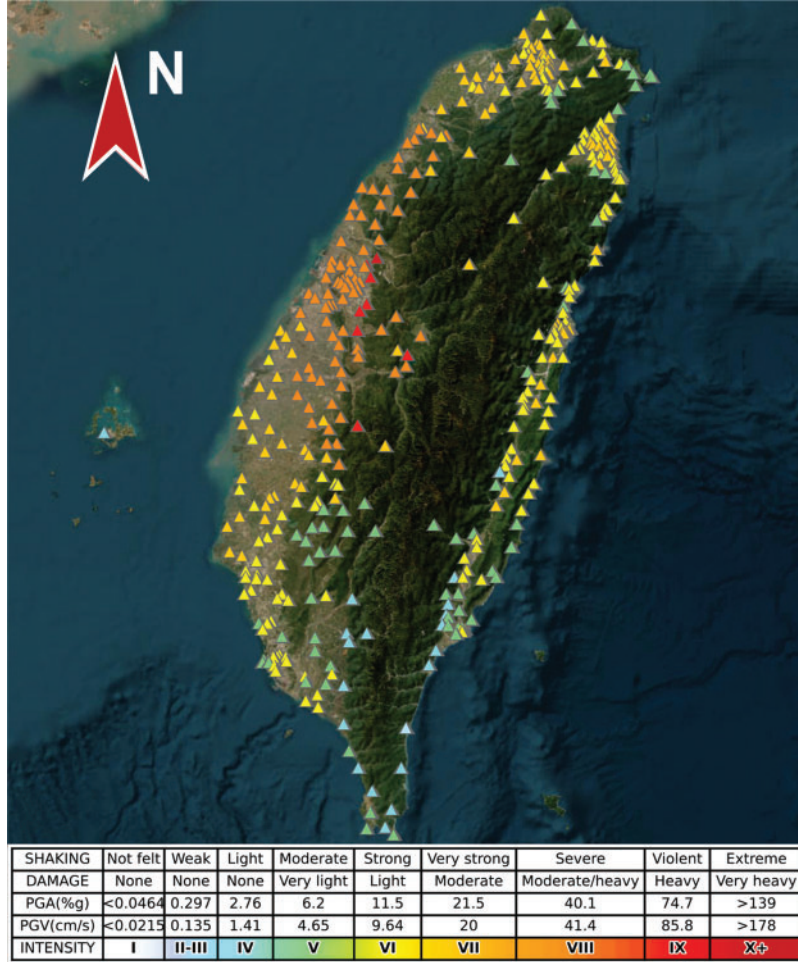 N
SHAKING Not felt Weak Light Moderate Strong Very strong Severe Violent Extreme
DAMAGE None None None Very light Light Moderate Moderate/heavy Heavy Very heavy
PGA(%g) <0.0464 0.297 2.76 6.2 11.5 21.5 40.1 74.7 >139
PGV(cm/s) <0.0215 0.135 1.41 4.65 9.64 20 41.4 85.8 >178
INTENSITY I II-III IV V VI VII VIII IX X+